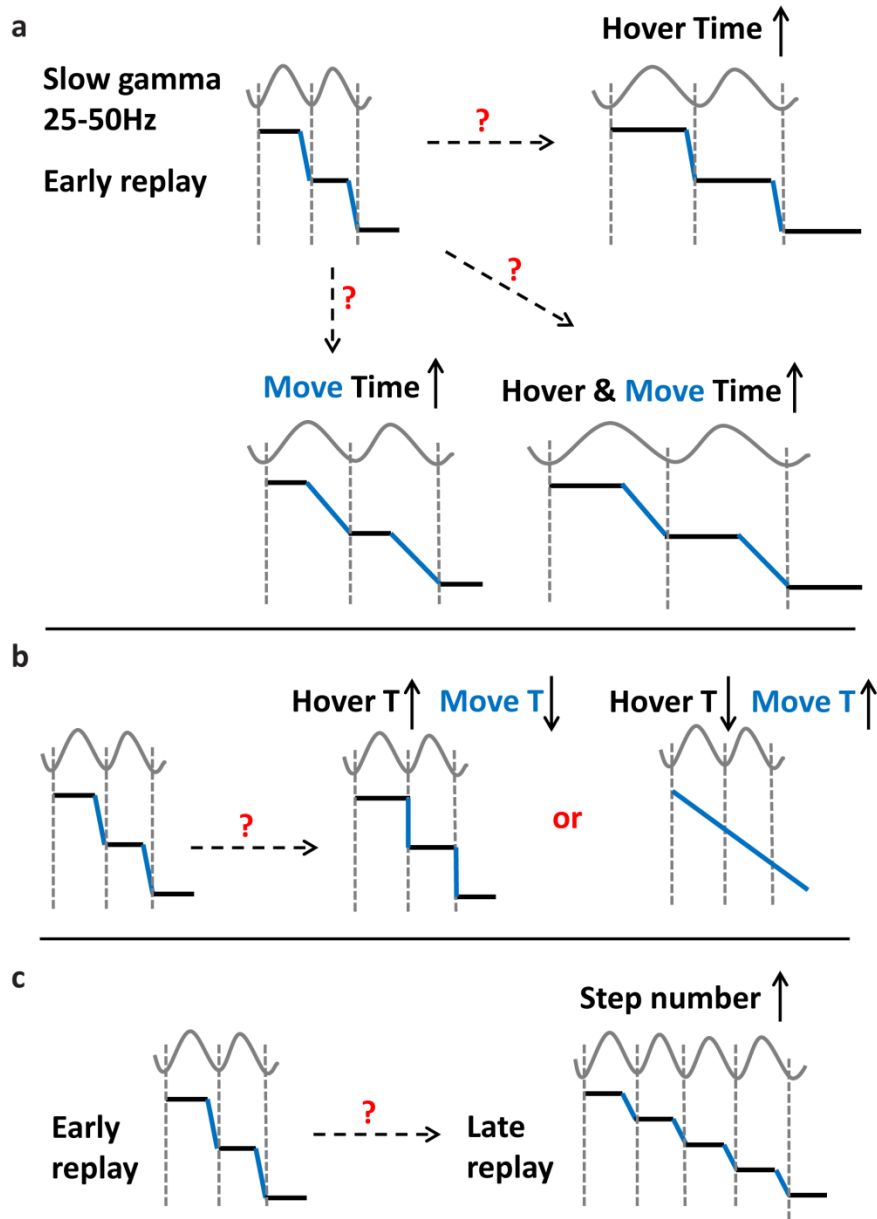 a
Hover Time ↑
Slow gamma
25-50Hz
Early replay
?
?
?
Move Time ↑
Hover & Move Time ↑
b
Hover T ↑ Move T ↓
Hover T ↓ Move T ↑
?
or
c
Step number ↑
Early
replay
?
Late
replay